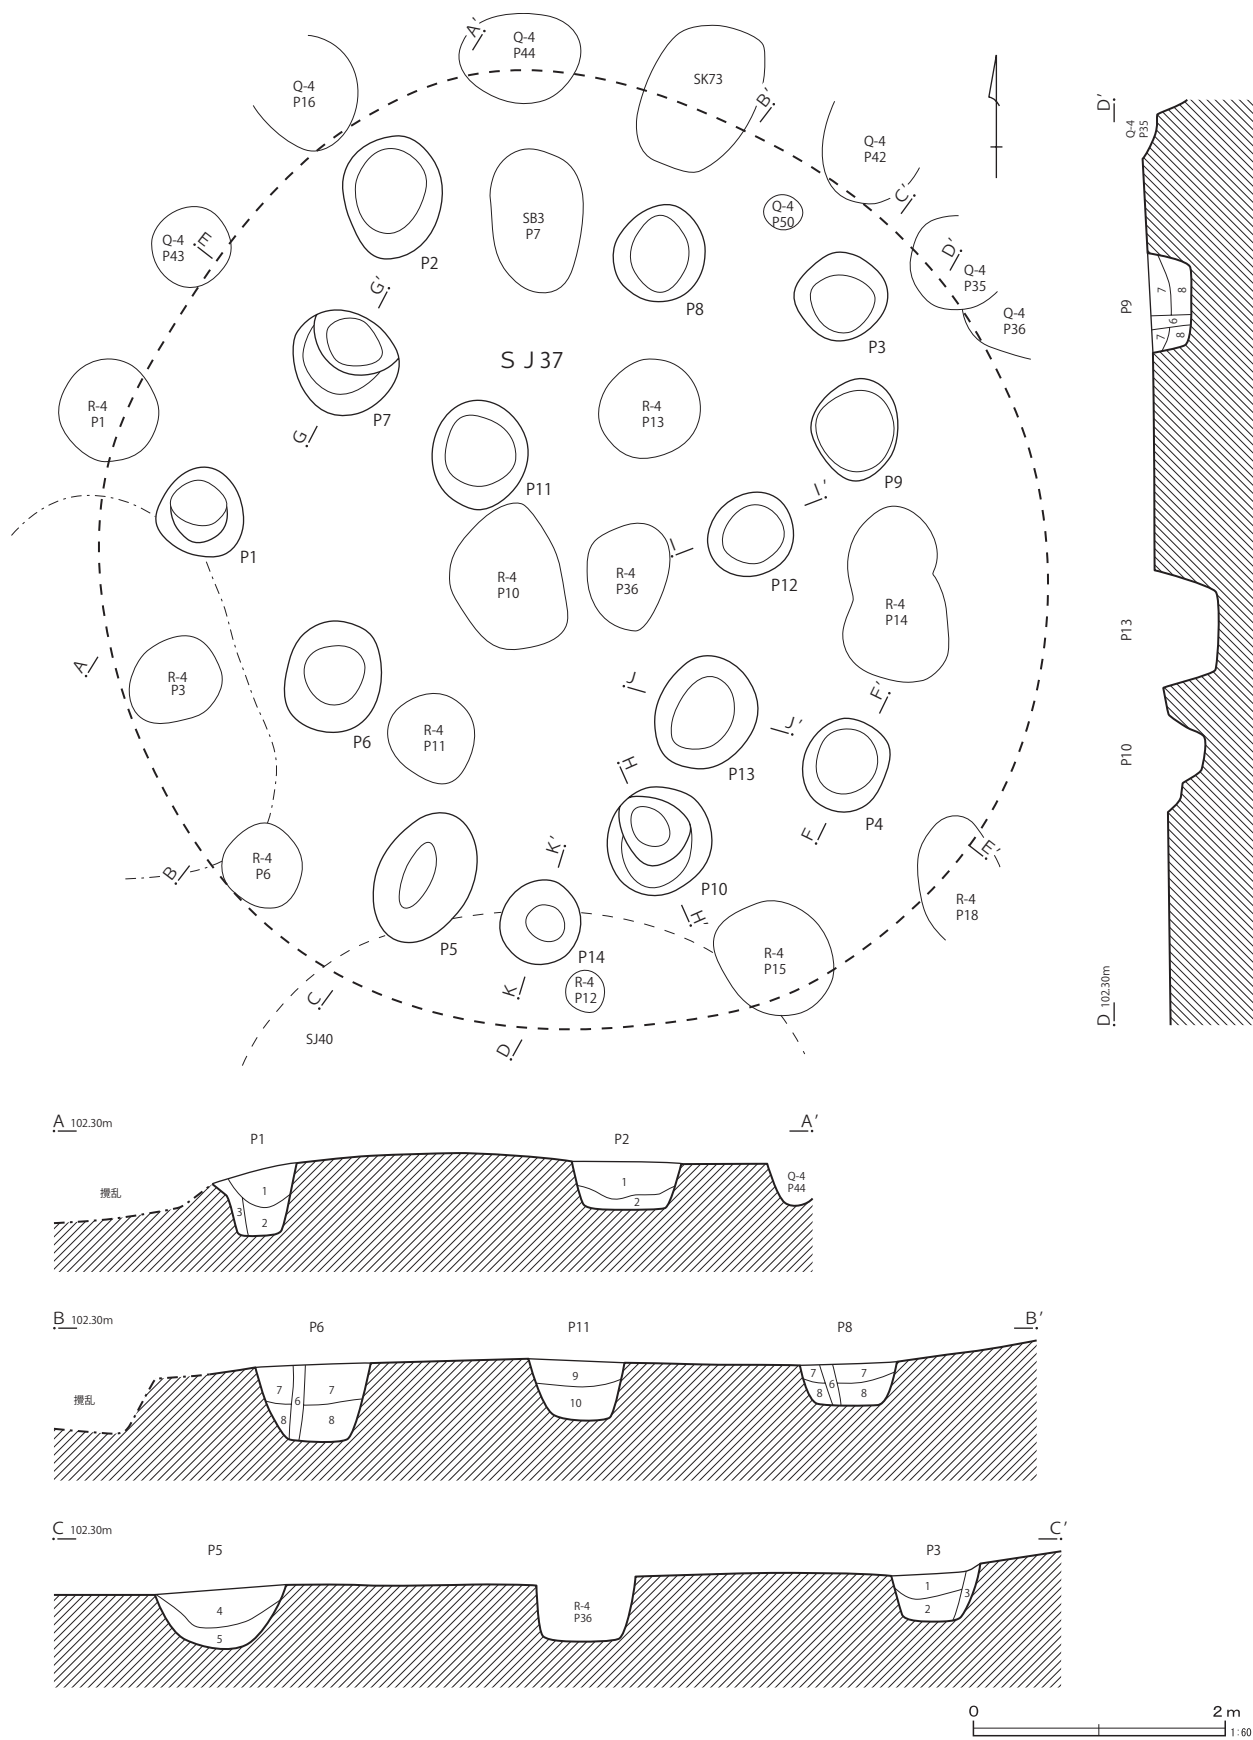 A′
Q-4
P44
Q-4
P16
SK73
B′
Q-4
P42
C′
Q-4
P50
D′
Q-4
P35
Q-4
P36
Q-4
P43
E
SB3
P7
P2
P8
P3
G′
G
P7
ＳＪ37
R-4
P1
R-4
P13
P11
P9
P1
I′
I
P12
R-4
P10
R-4
P36
R-4
P14
A
R-4
P3
P6
R-4
P11
J
J′
P13
F′
F
P4
H
H′
P10
B
R-4
P6
P5
K′
K
P14
R-4
P12
R-4
P15
E′
R-4
P18
C
SJ40
D
D′
Q-4
P35
P9
7
8
6
7
8
P13
P10
D 102.30m
A 102.30m
A′
P1
P2
攪乱
1
2
3
1
2
Q-4
P44
B 102.30m
B′
P6
P11
P8
攪乱
7
6
7
8
8
9
10
7
6
7
8
8
C 102.30m
C′
P5
P3
4
5
R-4
P36
1
2
3
0
2 m
1:60